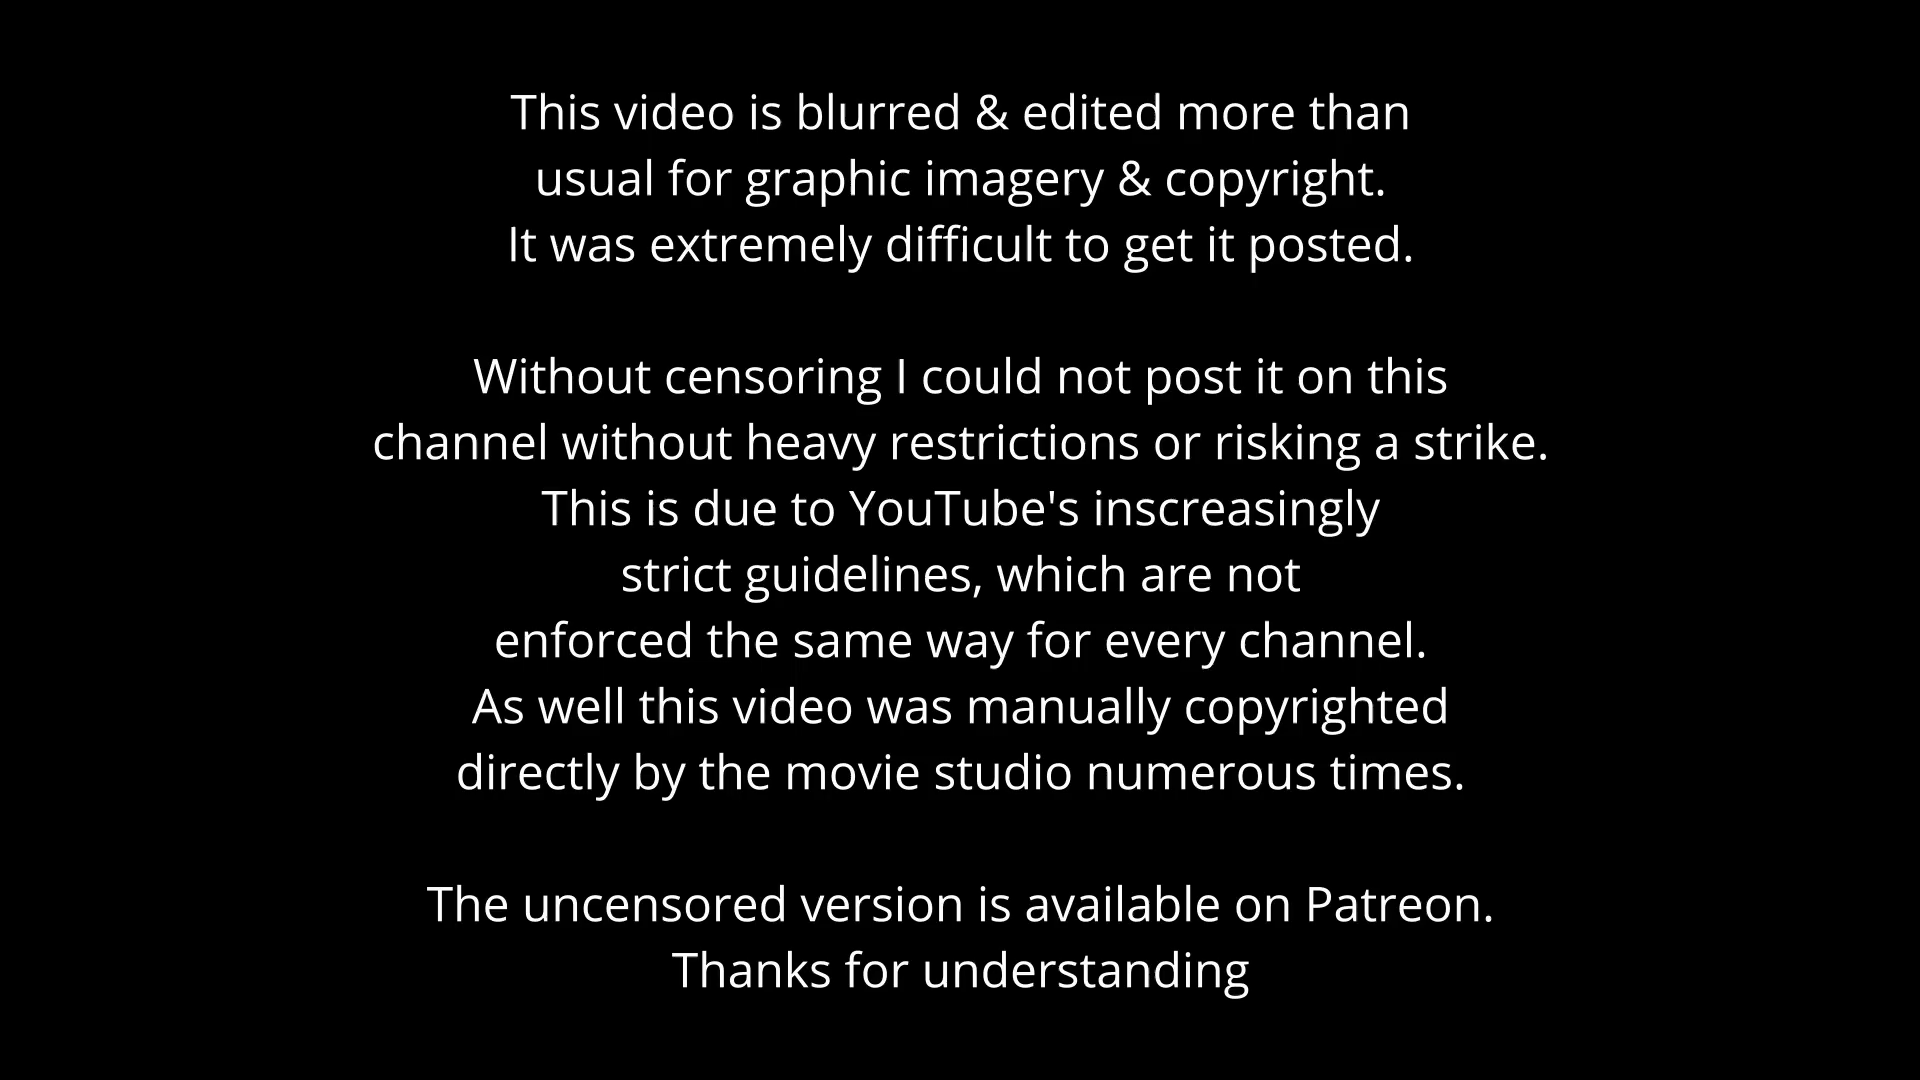 This video is blurred & edited more than
usual for graphic imagery & copyright.
It was extremely difficult to get it posted.
Without censoring I could not post it on this
channel without heavy restrictions or risking a strike.
This is due to YouTube's inscreasingly
strict guidelines, which are not
enforced the same way for every channel.
As well this video was manually copyrighted
directly by the movie studio numerous times.
The uncensored version is available on Patreon.
Thanks for understanding